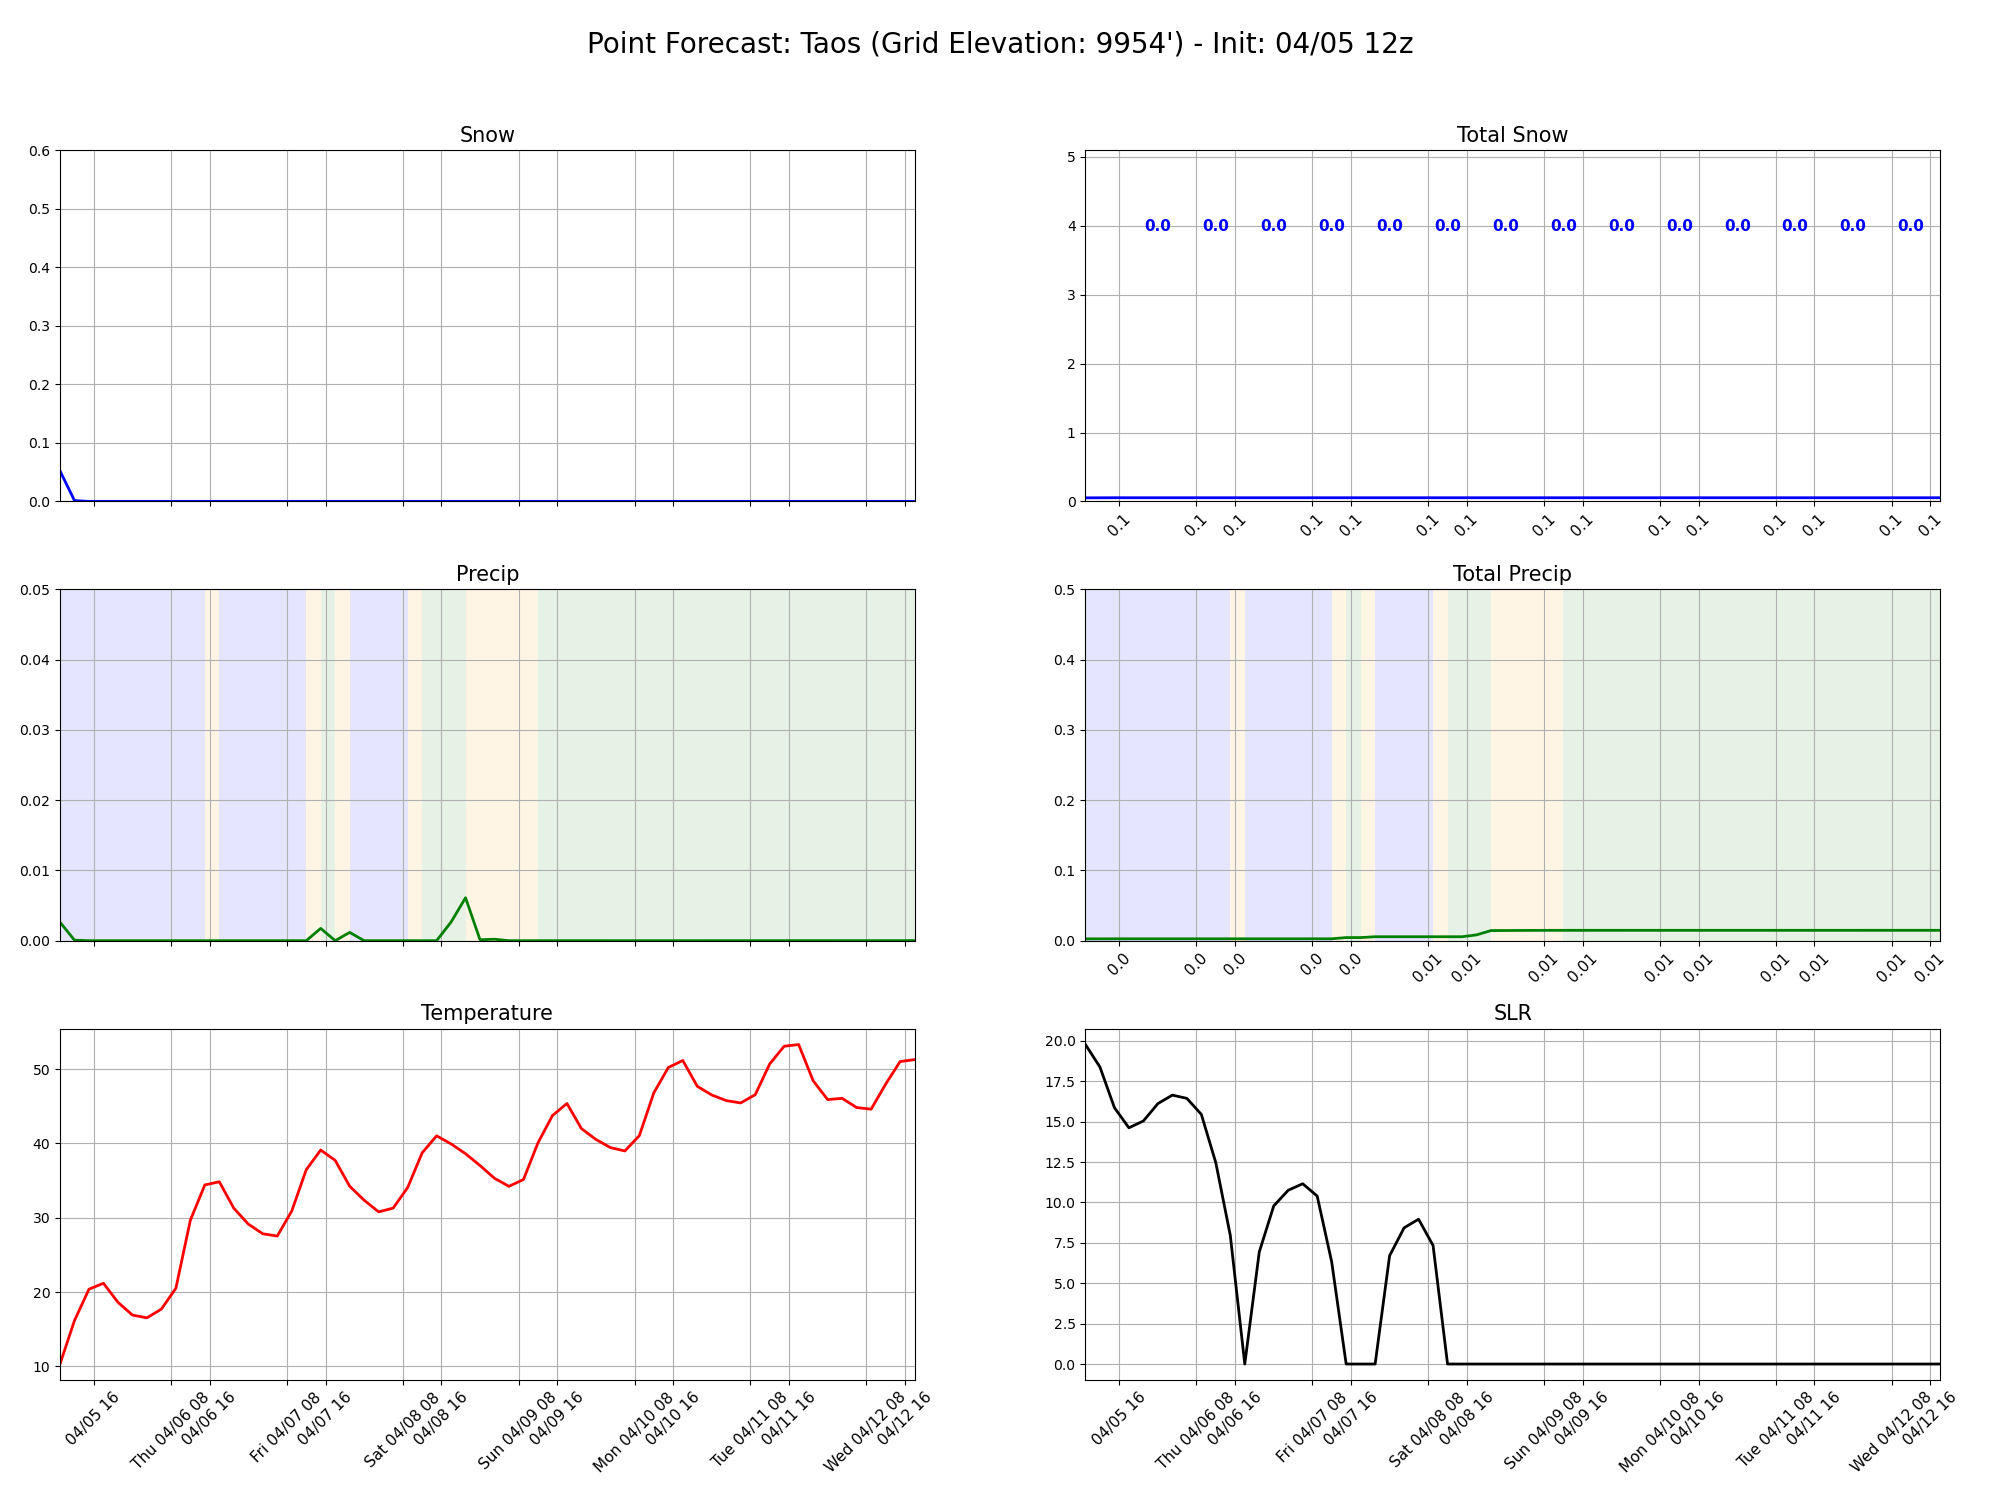 Point Forecast: Taos (Grid Elevation: 9954') - Init: 04/05 12z
Snow
0.6
0.5
0.4
0.3
0.2
0.1
0.0
Total Snow
5
4
3
2
1
0
0.0 0.0 0.0 0.0 0.0 0.0 0.0 0.0 0.0 0.0 0.0 0.0 0.0 0.0
0.1 0.1 0.1 0.1 0.1 0.1 0.1 0.1 0.1 0.1 0.1 0.1 0.1 0.1 0.1
Precip
0.05
0.04
0.03
0.02
0.01
0.00
Total Precip
0.5
0.4
0.3
0.2
0.1
0.0
0.0 0.0 0.0 0.0 0.0 0.01 0.01 0.01 0.01 0.01 0.01 0.01 0.01 0.01 0.01
Temperature
50
40
30
20
10
04/05 16
Thu 04/06 08
04/06 16
Fri 04/07 08
04/07 16
Sat 04/08 08
04/08 16
Sun 04/09 08
04/09 16
Mon 04/10 08
04/10 16
Tue 04/11 08
04/11 16
Wed 04/12 08
04/12 16
SLR
20.0
17.5
15.0
12.5
10.0
7.5
5.0
2.5
0.0
04/05 16
Thu 04/06 08
04/06 16
Fri 04/07 08
04/07 16
Sat 04/08 08
04/08 16
Sun 04/09 08
04/09 16
Mon 04/10 08
04/10 16
Tue 04/11 08
04/11 16
Wed 04/12 08
04/12 16